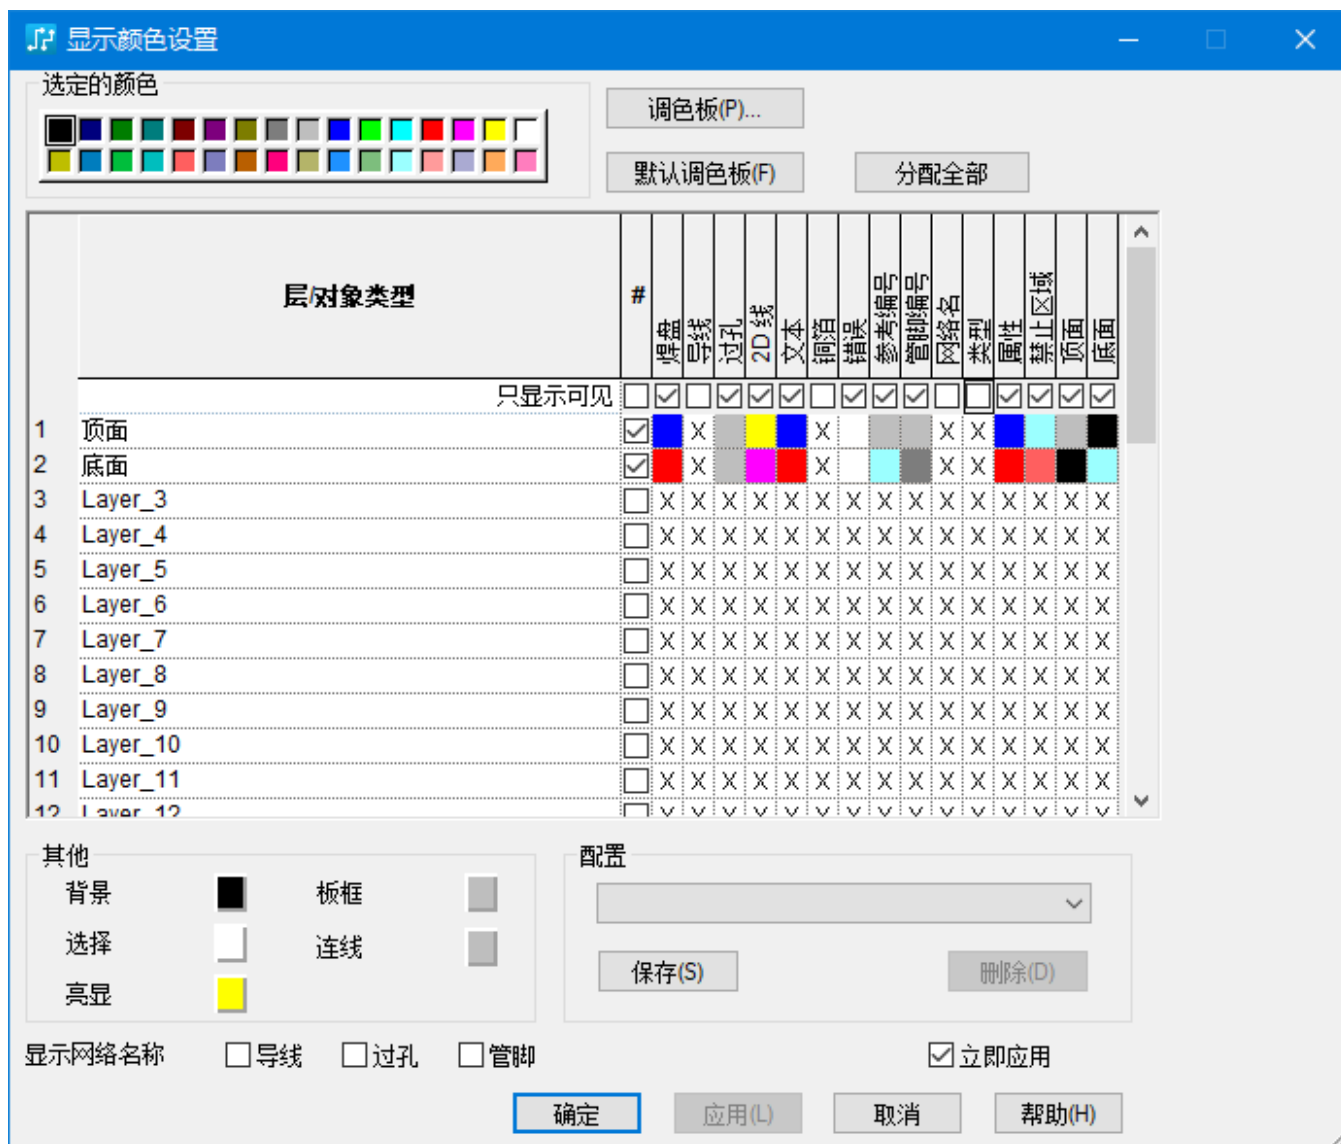 显示颜色设置
选定的颜色
调色板(P)...
默认调色板(F)
分配全部
层/对象类型
#
焊盘
导线
过孔
2D 线
文本
铜箔
错误
参考编号
管脚编号
网络名
类型
属性
禁止区域
顶面
底面
只显示可见
1 顶面 X X X X
2 底面 X X X X
3 Layer_3 X X X X X X X X X X X X X X X
4 Layer_4 X X X X X X X X X X X X X X X
5 Layer_5 X X X X X X X X X X X X X X X
6 Layer_6 X X X X X X X X X X X X X X X
7 Layer_7 X X X X X X X X X X X X X X X
8 Layer_8 X X X X X X X X X X X X X X X
9 Layer_9 X X X X X X X X X X X X X X X
10 Layer_10 X X X X X X X X X X X X X X X
11 Layer_11 X X X X X X X X X X X X X X X
12 Layer_12 X X X X X X X X X X X X X X X
其他
背景
板框
选择
连线
亮显
配置
保存(S)
删除(D)
显示网络名称 导线 过孔 管脚
立即应用
确定
应用(L)
取消
帮助(H)